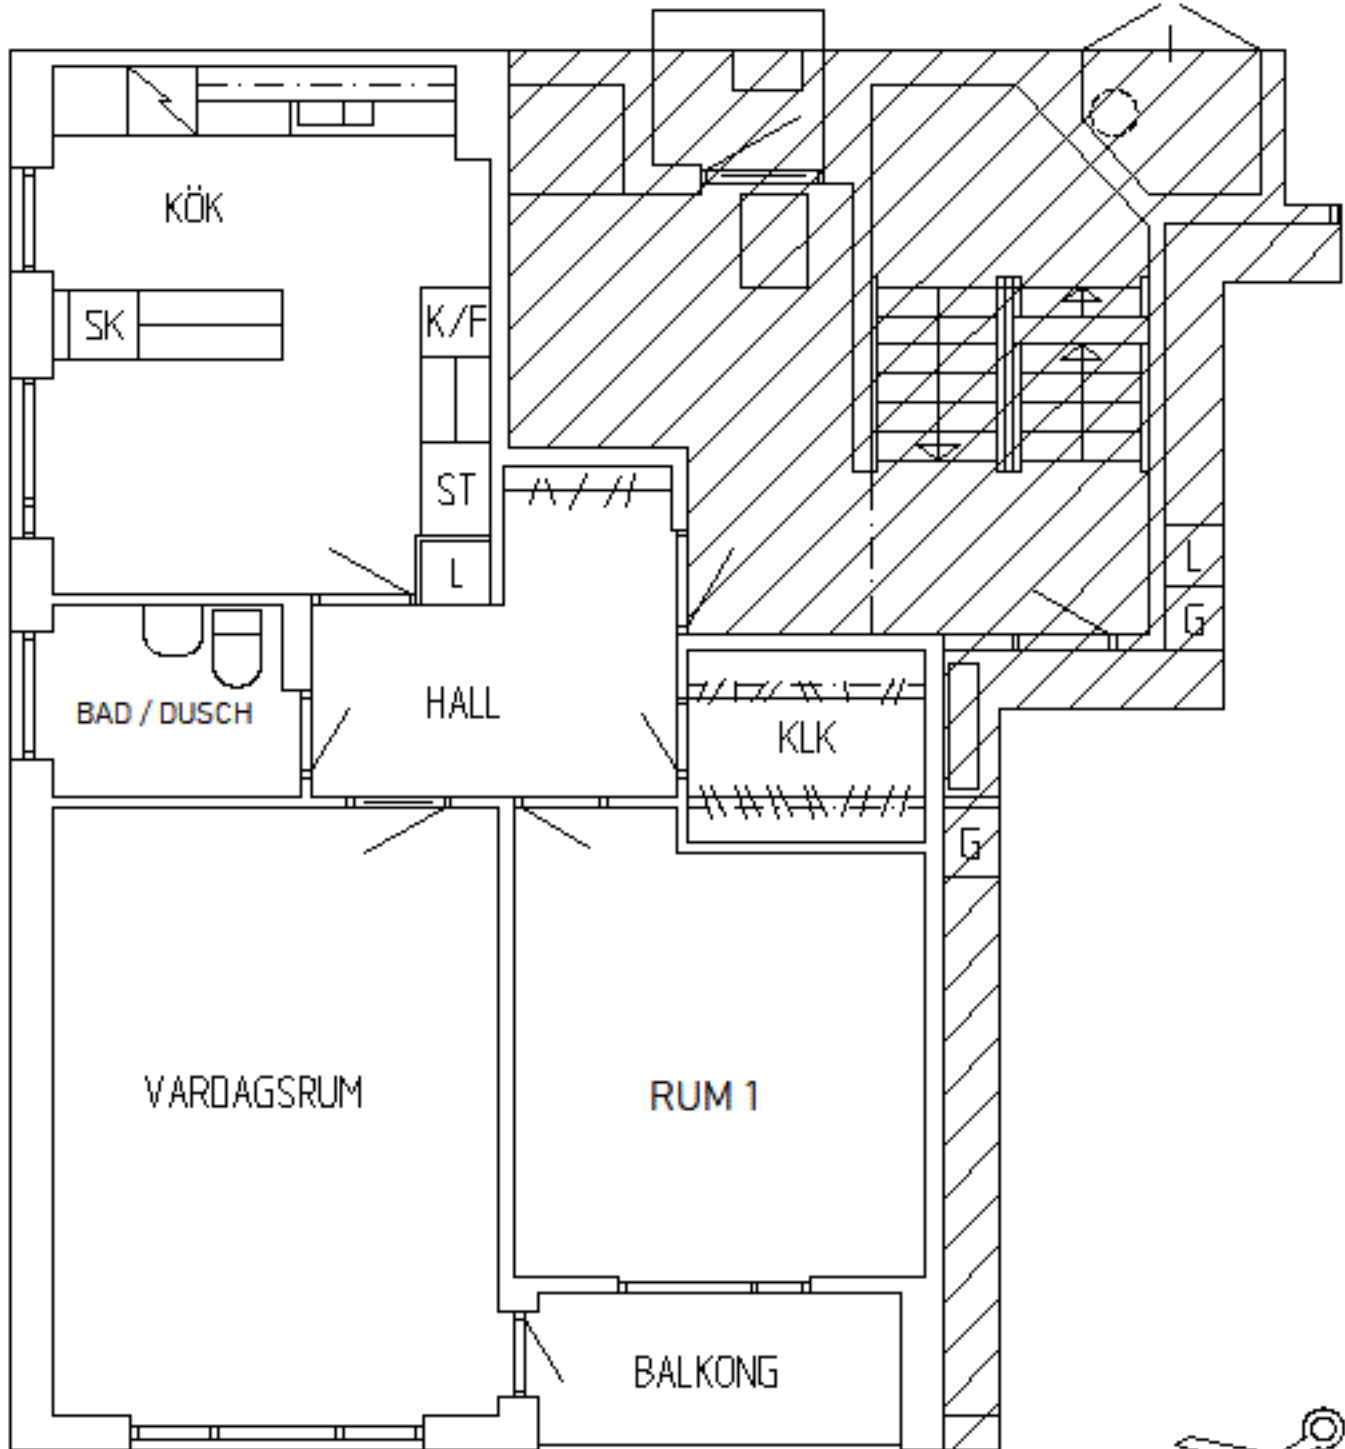 KÖK
SK
K/F
ST
L
L
G
BAD / DUSCH
HALL
KLK
G
VARDAGSRUM
RUM 1
BALKONG